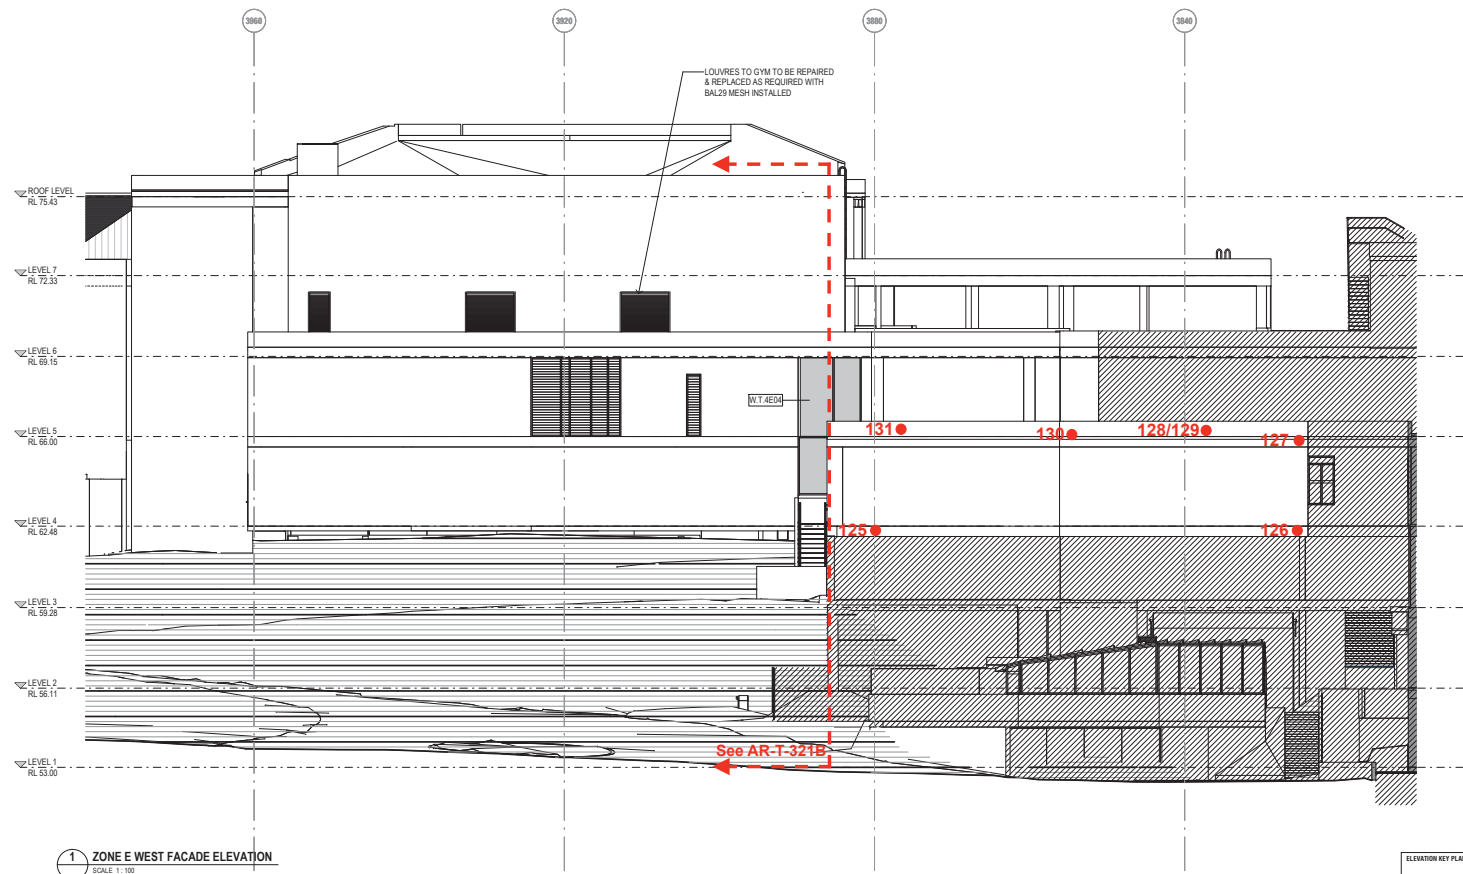 3960
3920
3880
3840
LOUVRES TO GYM TO BE REPAIRED
& REPLACED AS REQUIRED WITH
BAL29 MESH INSTALLED
ROOF LEVEL
RL 75.43
LEVEL 7
RL 72.33
LEVEL 6
RL 69.15
W.T.4E04
LEVEL 5
RL 66.00
131
130
128/129
127
LEVEL 4
RL 62.48
125
126
LEVEL 3
RL 59.28
LEVEL 2
RL 56.11
See AR-T-321B
LEVEL 1
RL 53.00
1 ZONE E WEST FACADE ELEVATION
SCALE 1 : 100
ELEVATION KEY PLAN